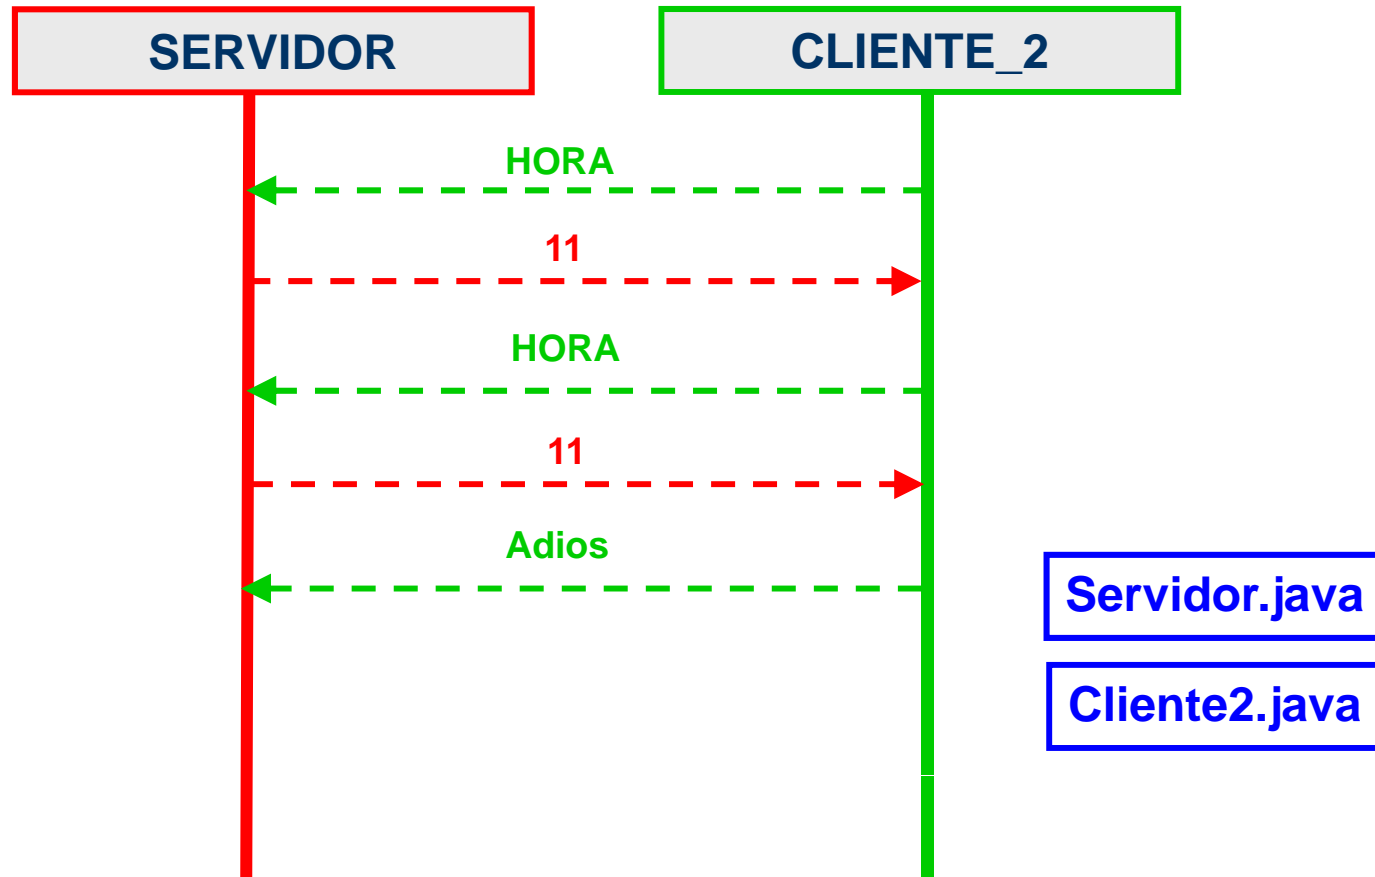 SERVIDOR
CLIENTE_2
HORA
11
HORA
11
Adios
Servidor.java
Cliente2.java